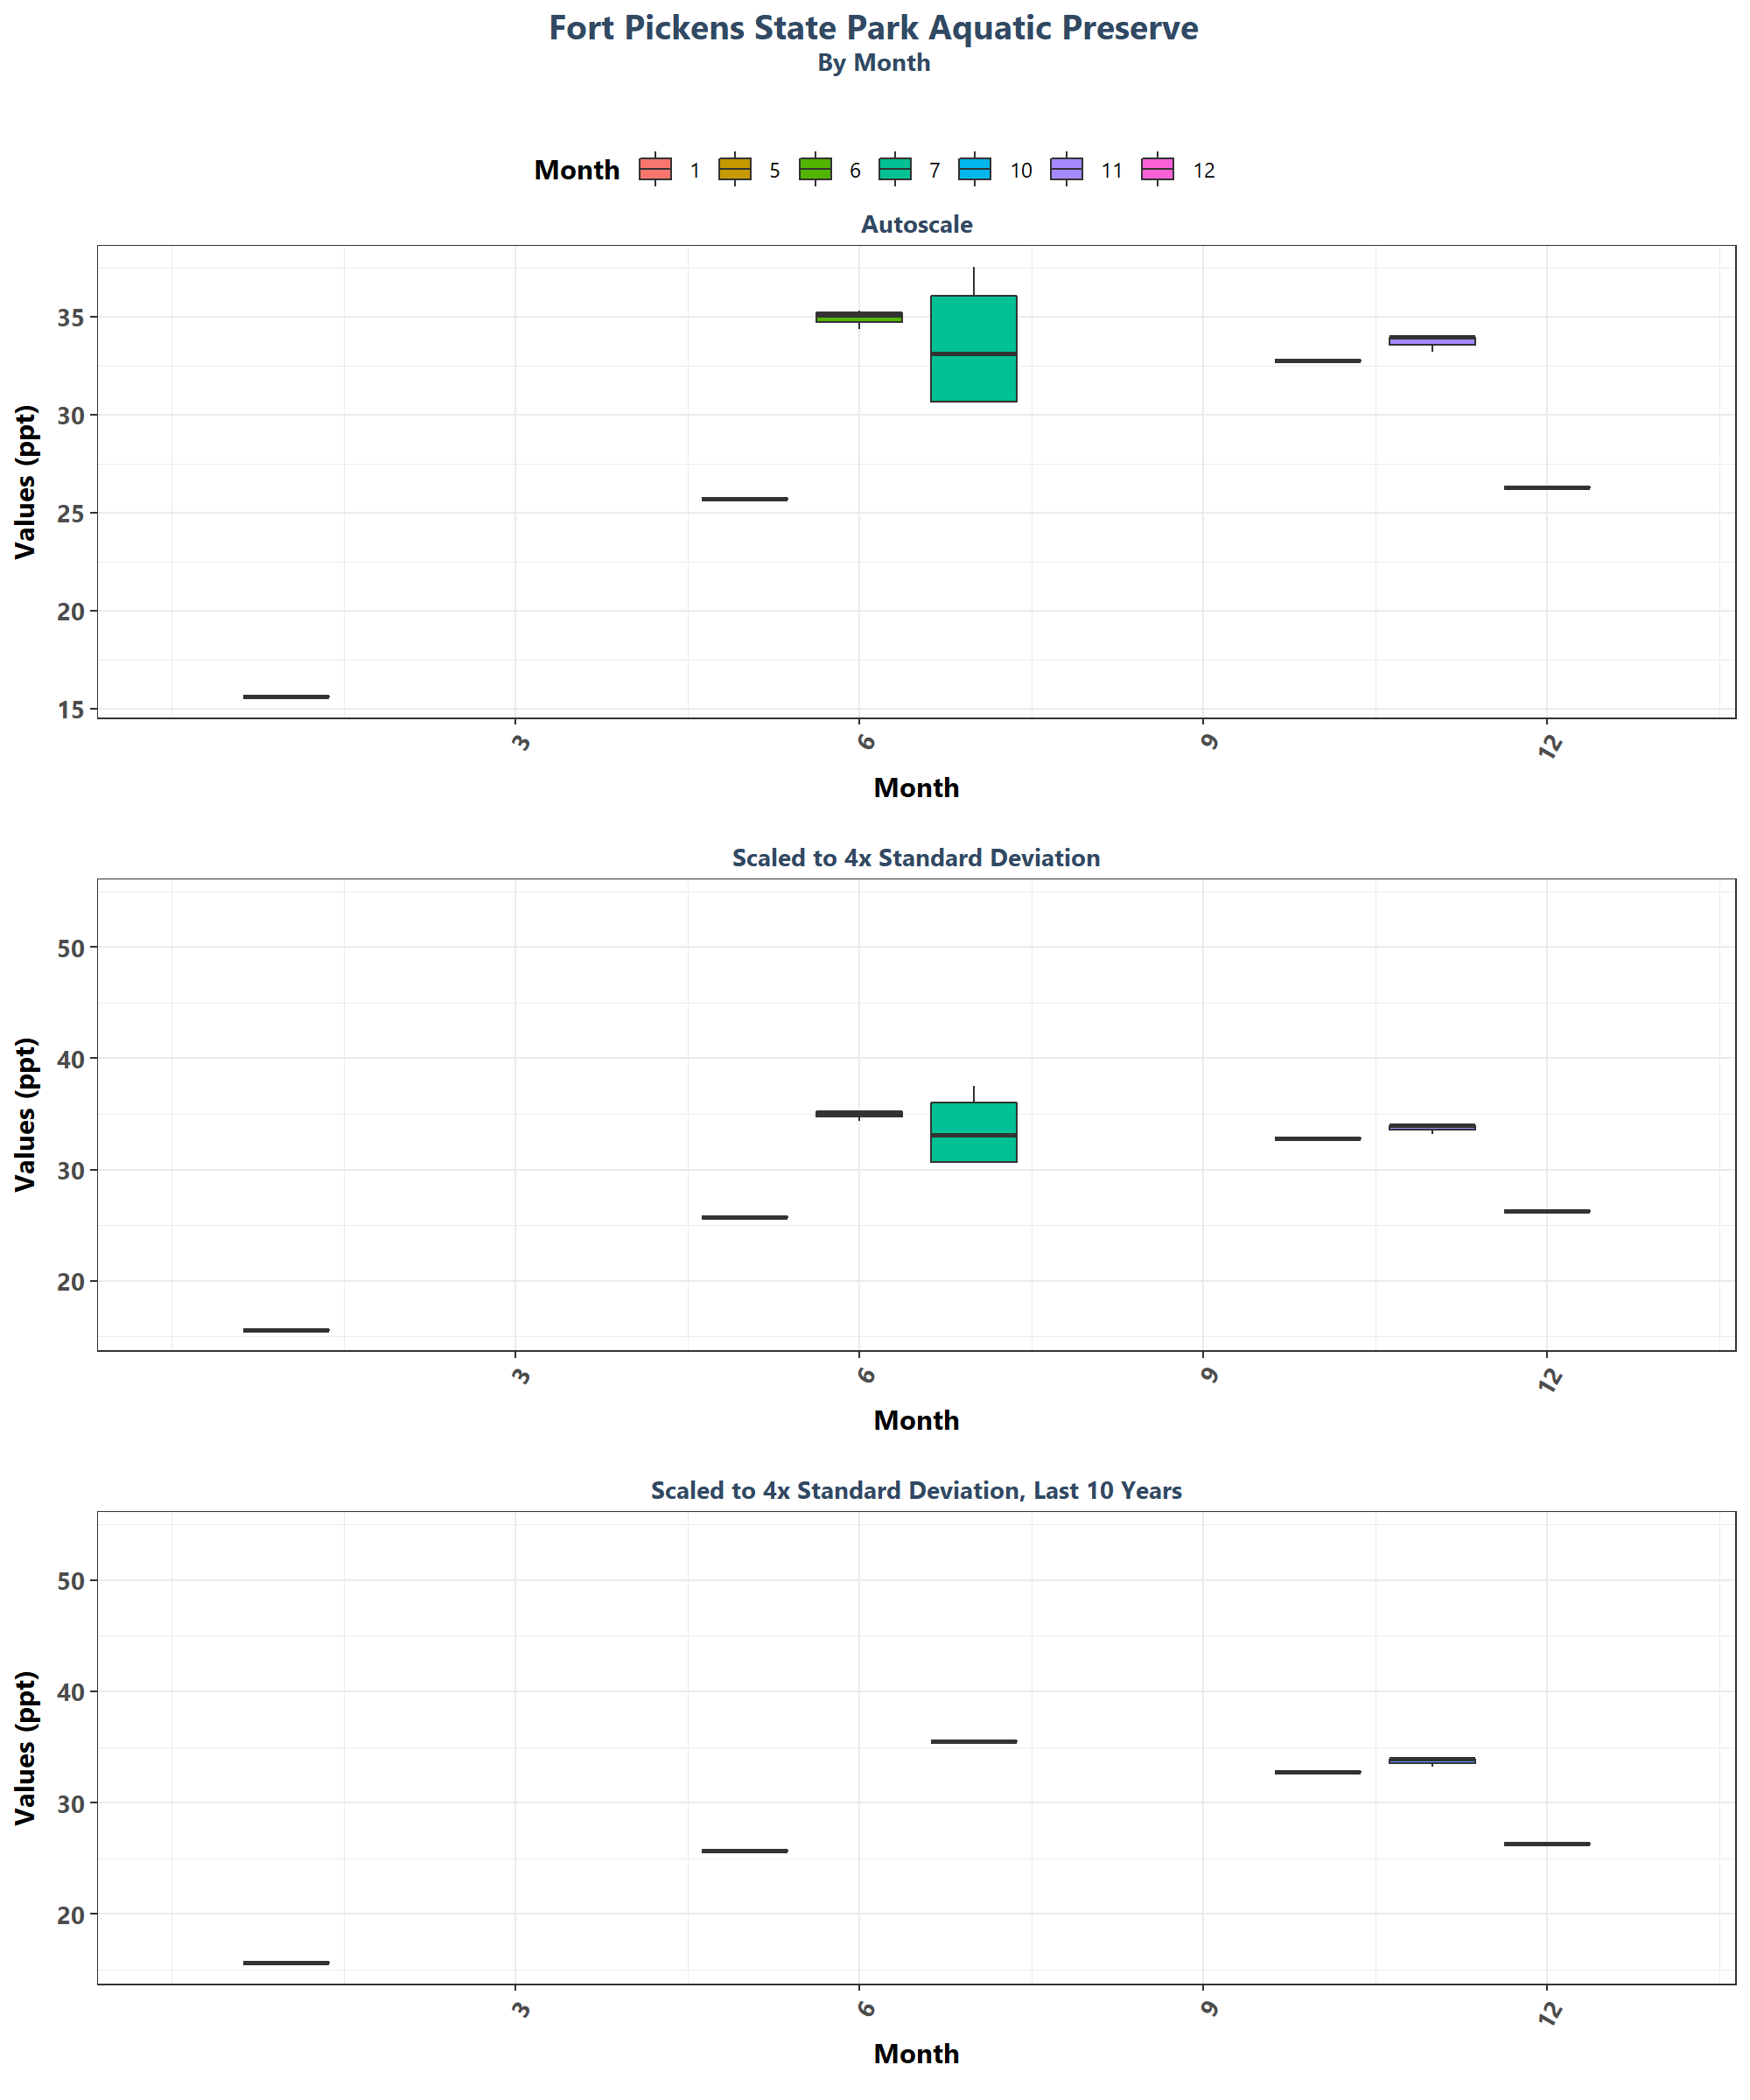 Fort Pickens State Park Aquatic Preserve
By Month
Month 1 5 6 7 10 11 12
Autoscale
Values (ppt)
35
30
25
20
15
3 6 9 12
Month
Scaled to 4x Standard Deviation
Values (ppt)
50
40
30
20
3 6 9 12
Month
Scaled to 4x Standard Deviation, Last 10 Years
Values (ppt)
50
40
30
20
3 6 9 12
Month